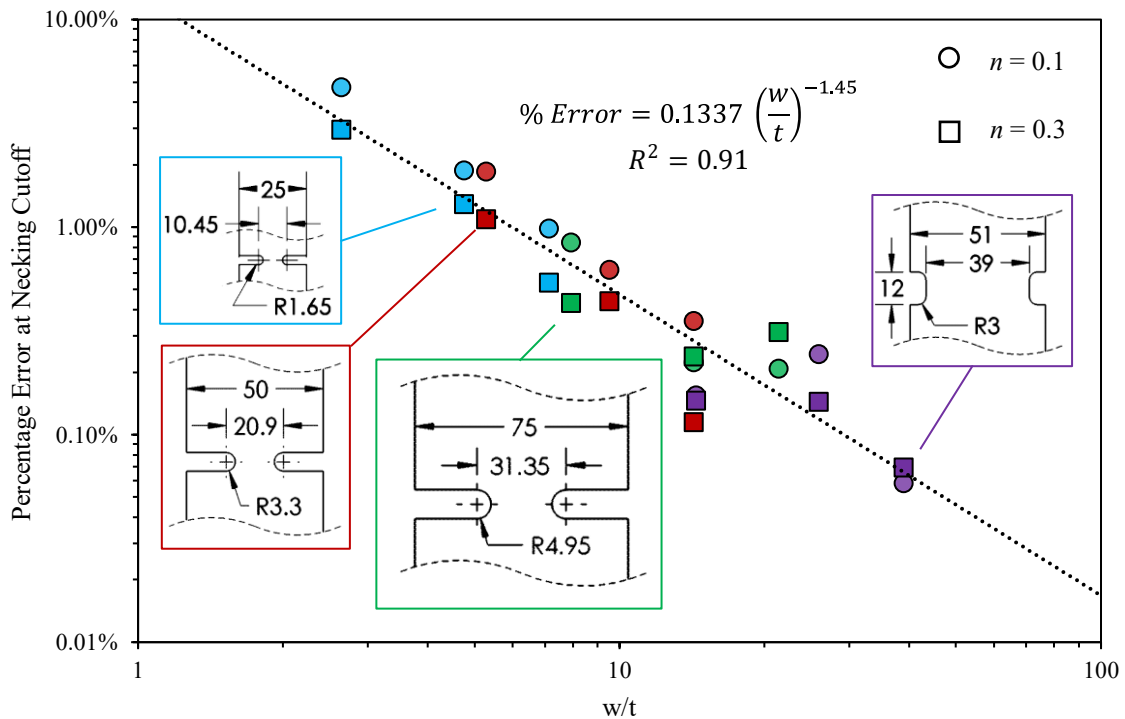 10.00%
1.00%
0.10%
0.01%
Percentage Error at Necking Cutoff
1
10
100
w/t
% Error = 0.1337 (w/t)^−1.45
R² = 0.91
n = 0.1
n = 0.3
25
10.45
R1.65
50
20.9
R3.3
75
31.35
R4.95
51
39
12
R3